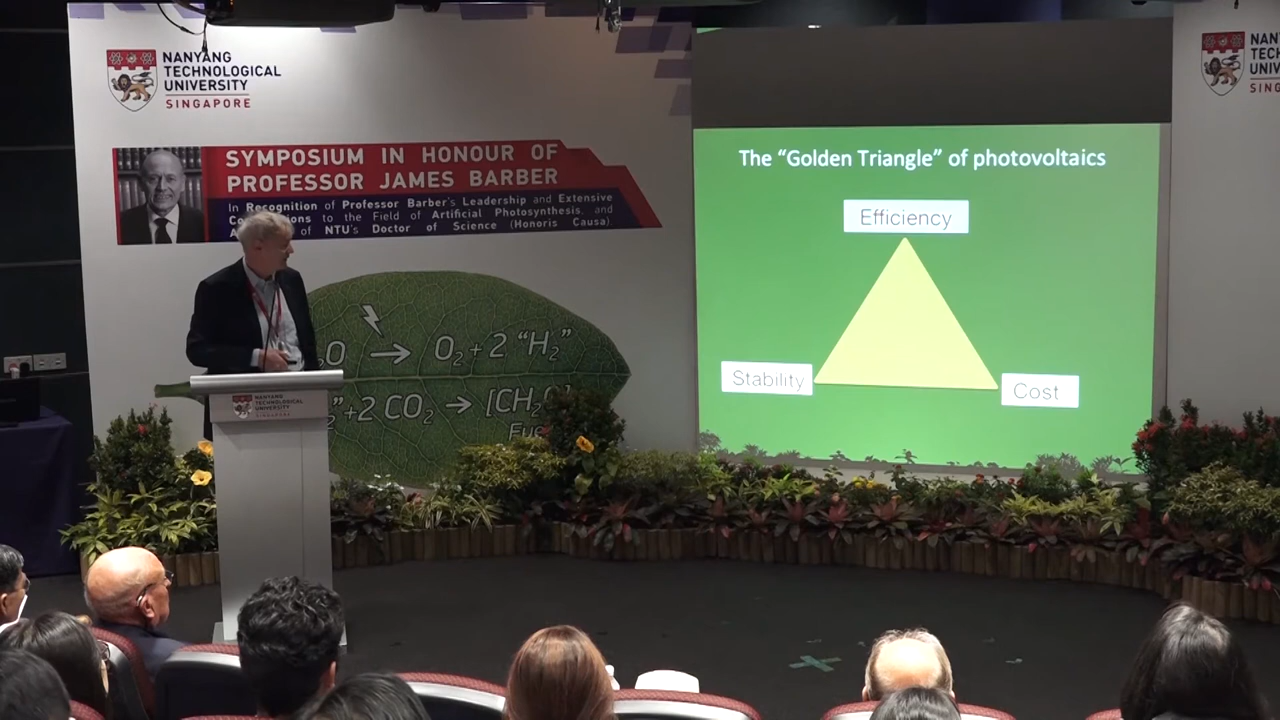 NANYANG
TECHNOLOGICAL
UNIVERSITY
SINGAPORE
SYMPOSIUM IN HONOUR OF
PROFESSOR JAMES BARBER
In Recognition of Professor Barber's Leadership and Extensive
to the Field of Artificial Photosynthesis, and
of NTU's Doctor of Science (Honoris Causa)
O → O₂ + 2 "H₂"
"+2 CO₂ → [CH₂O]
NANYANG
TECHNOLOGICAL
UNIVERSITY
SINGAPORE
The "Golden Triangle" of photovoltaics
Efficiency
Stability
Cost